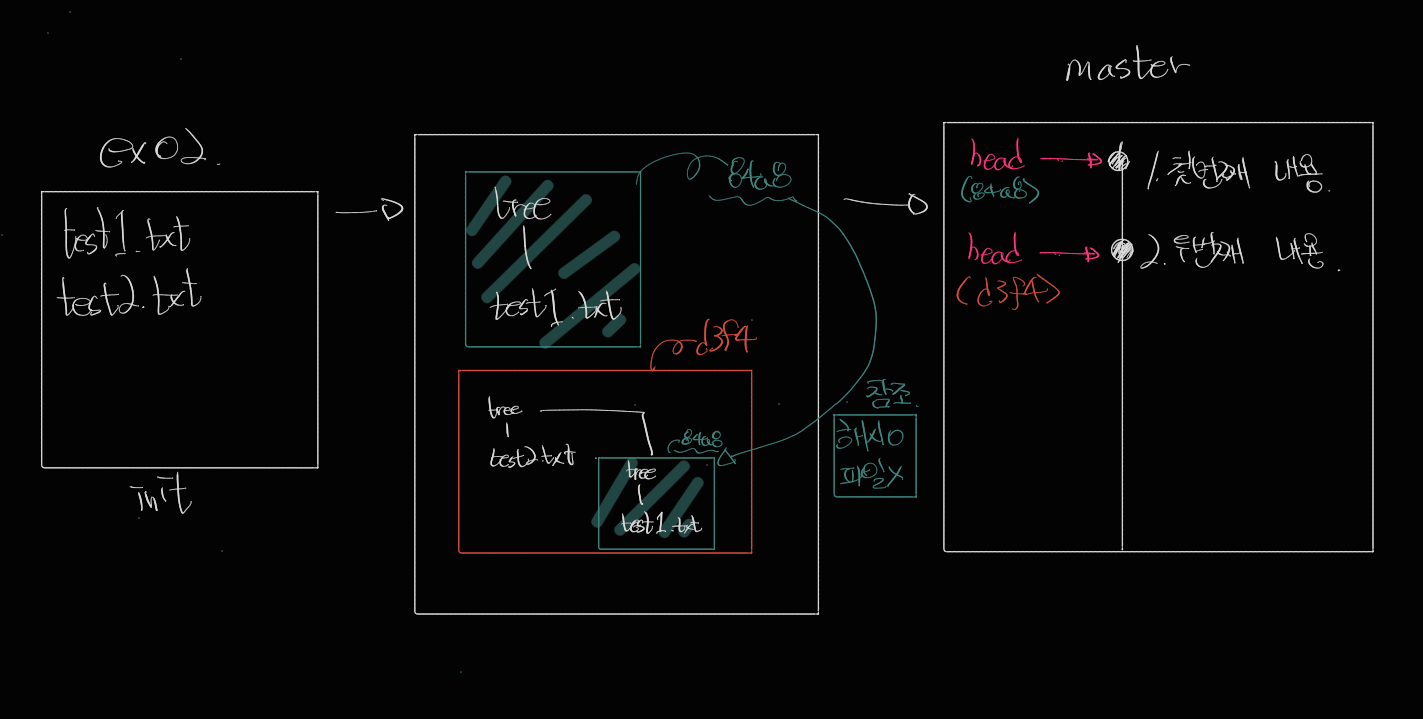 ex02.
test1.txt
test2.txt
init
84a8
tree
test1.txt
d3f4
tree
test2.txt
84a8
tree
test1.txt
참조.
해시O
파일X
master
head
(84a8)
1. 첫번째 내용.
head
(d3f4)
2. 두번째 내용.